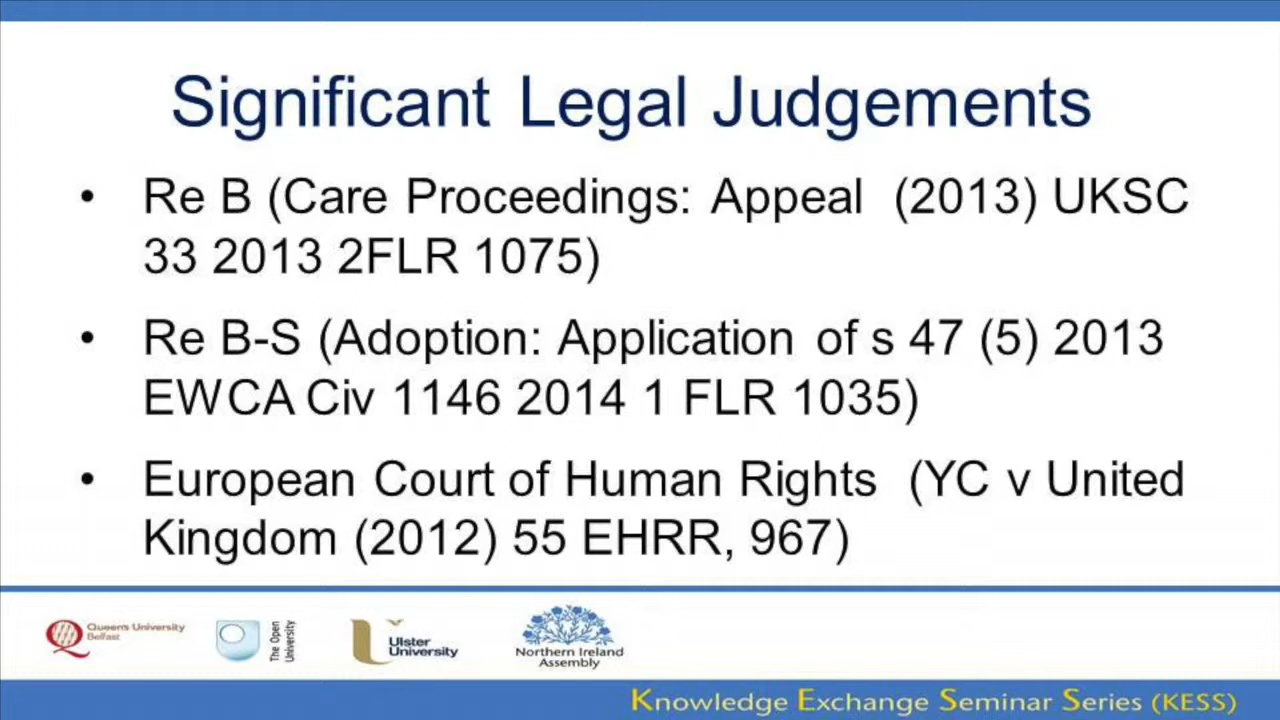 Significant Legal Judgements
• Re B (Care Proceedings: Appeal (2013) UKSC
33 2013 2FLR 1075)
• Re B-S (Adoption: Application of s 47 (5) 2013
EWCA Civ 1146 2014 1 FLR 1035)
• European Court of Human Rights (YC v United
Kingdom (2012) 55 EHRR, 967)
Queen's University
Belfast
The Open
University
Ulster
University
Northern Ireland
Assembly
Knowledge Exchange Seminar Series (KESS)